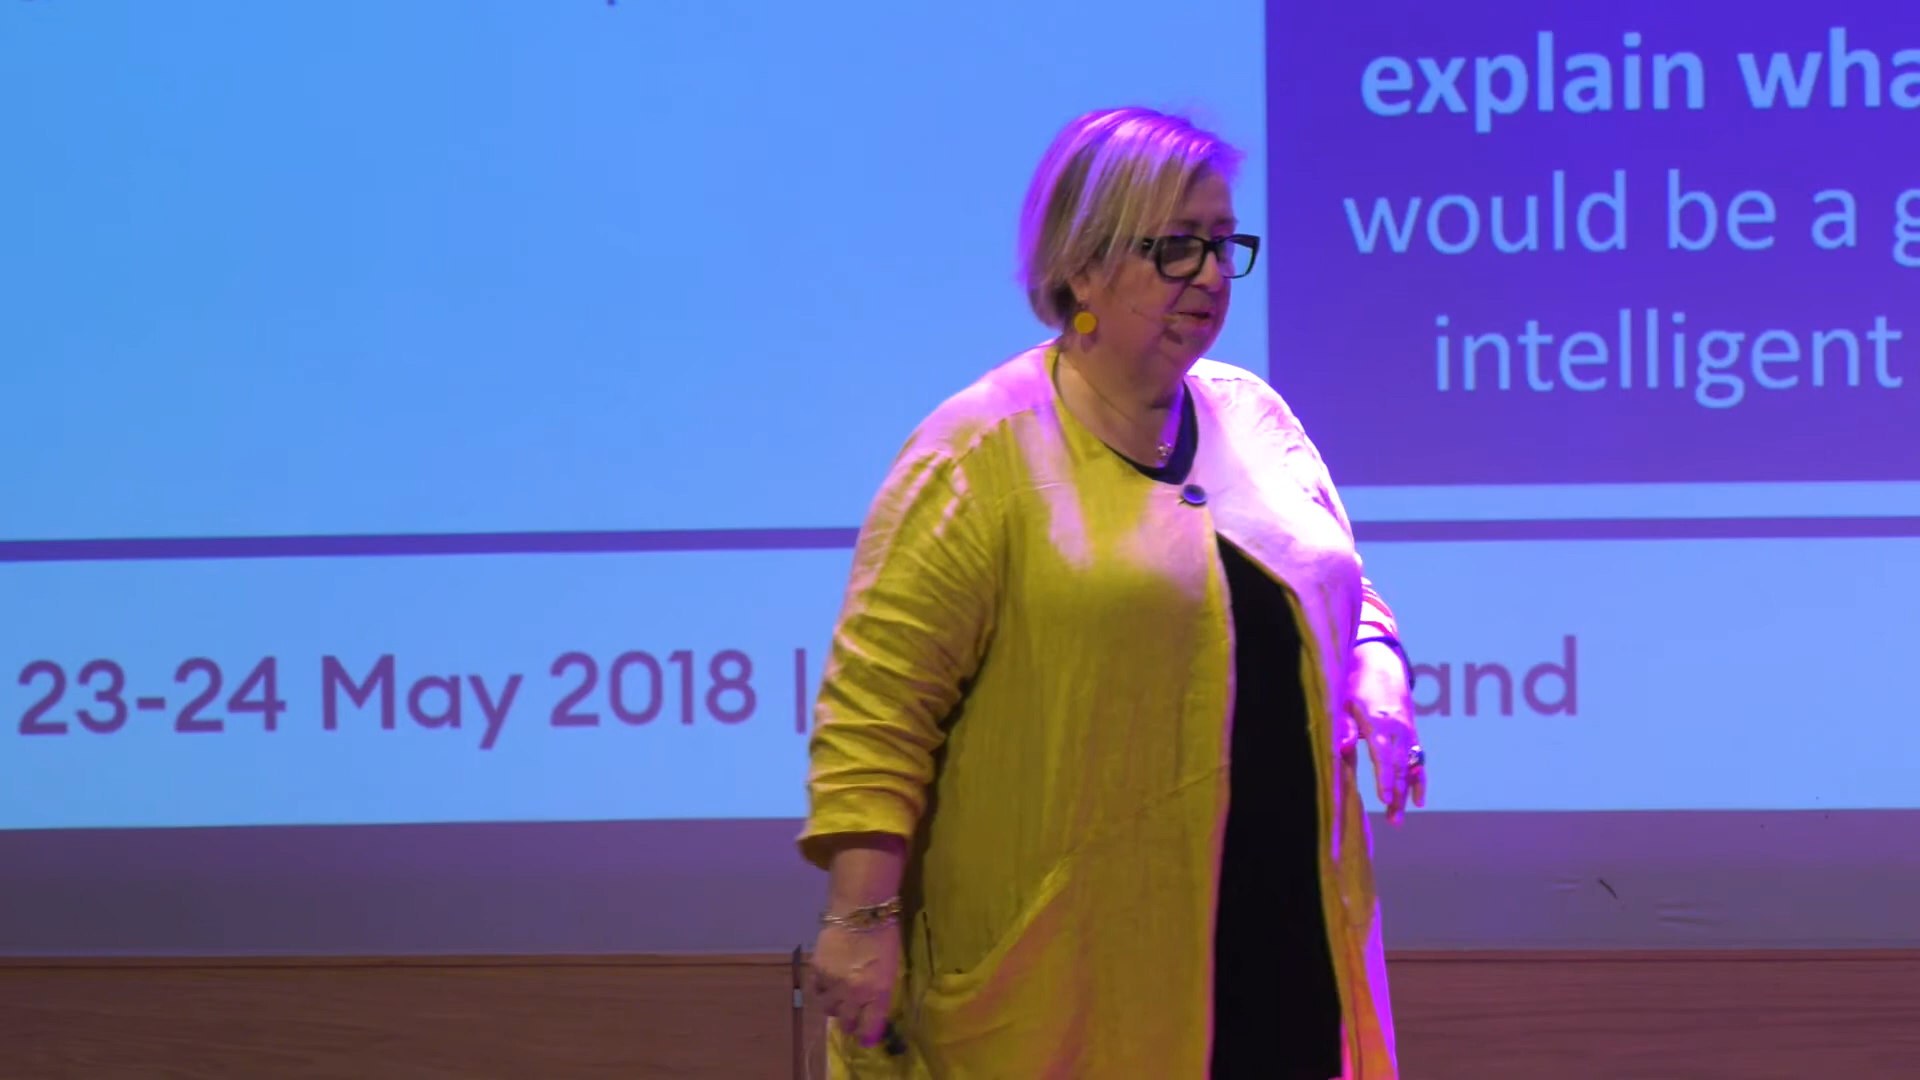 explain wha
would be a g
intelligent
23-24 May 2018 | and